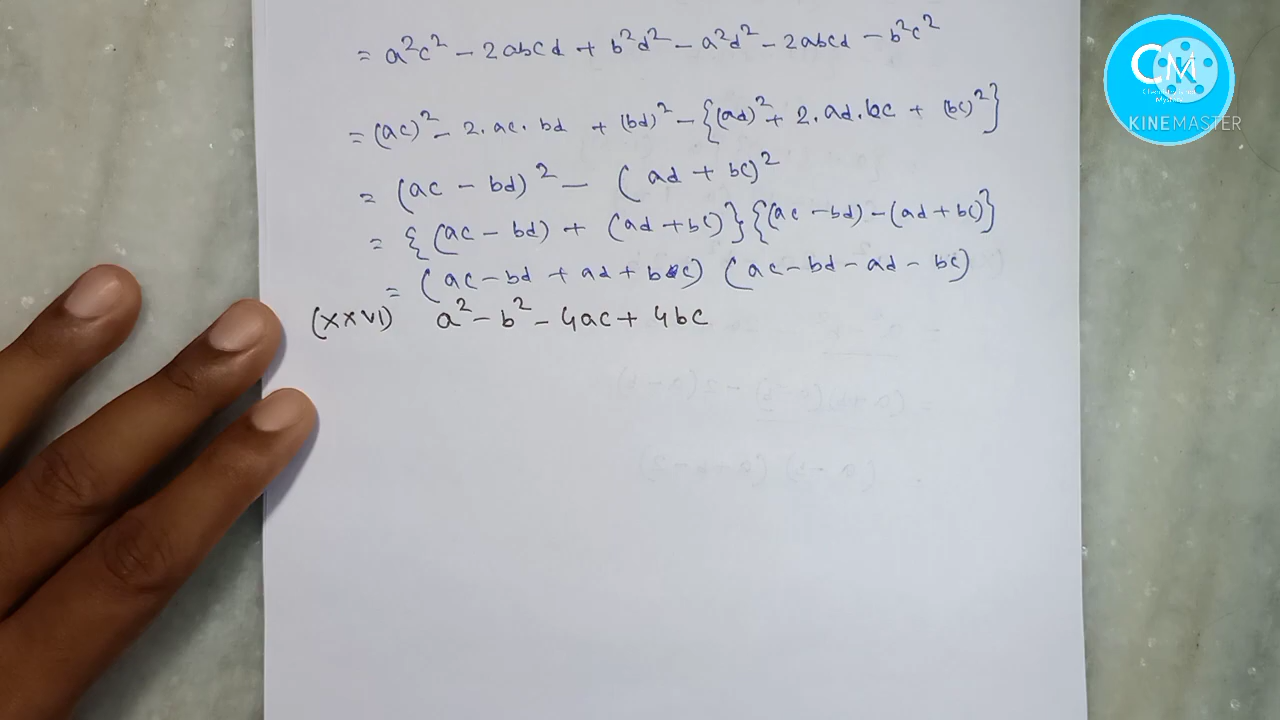 = a²c² - 2abcd + b²d² - a²d² - 2abcd - b²c²
= (ac)² - 2.ac.bd + (bd)² - {(ad)² + 2.ad.bc + (bc)²}
= (ac - bd)² - (ad + bc)²
= {(ac - bd) + (ad + bc)}{(ac - bd) - (ad + bc)}
= (ac - bd + ad + bc) (ac - bd - ad - bc)
(xxvi) a² - b² - 4ac + 4bc
CM
KINEMASTER